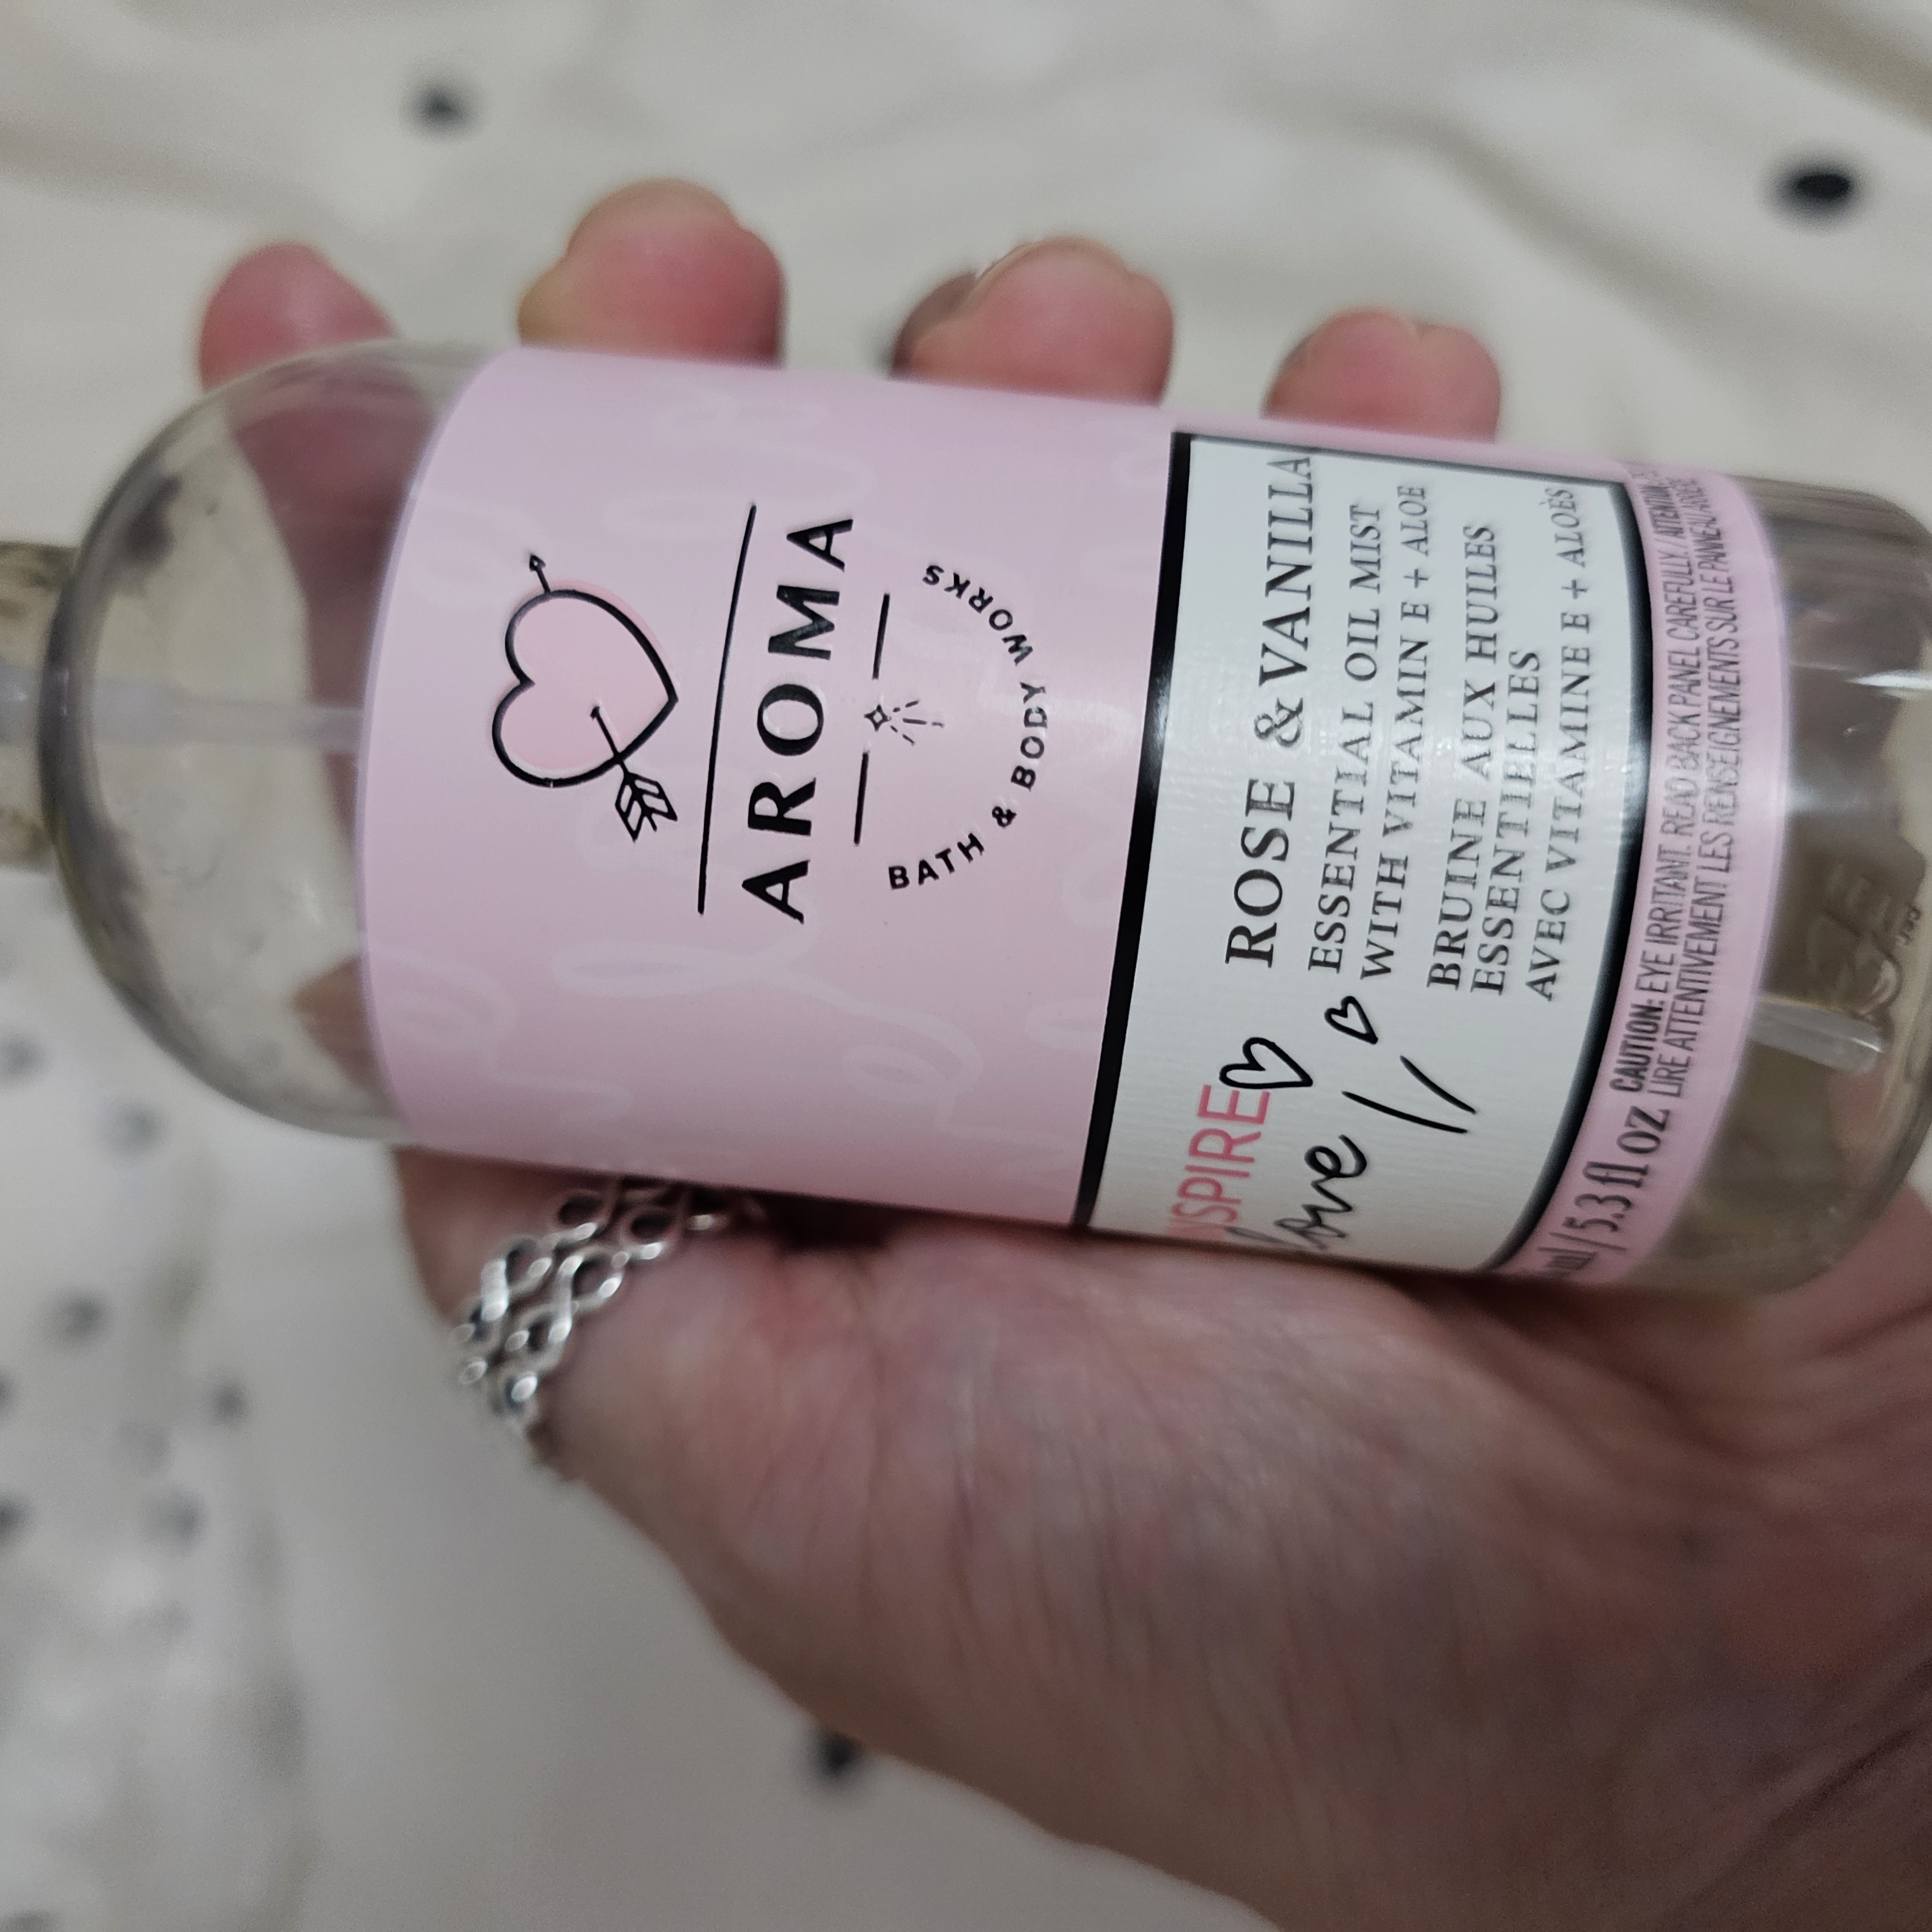 AROMA
BATH & BODY WORKS
ROSE & VANILLA
ESSENTIAL OIL MIST
WITH VITAMIN E + ALOE
BRUINE AUX HUILES
ESSENTIELLES
AVEC VITAMINE E + ALOÈS
love
5.3 fl oz
CAUTION: EYE IRRITANT. READ BACK PANEL CAREFULLY. / ATTENTION:
LIRE ATTENTIVEMENT LES RENSEIGNEMENTS SUR LE PANNEAU ARRIÈRE